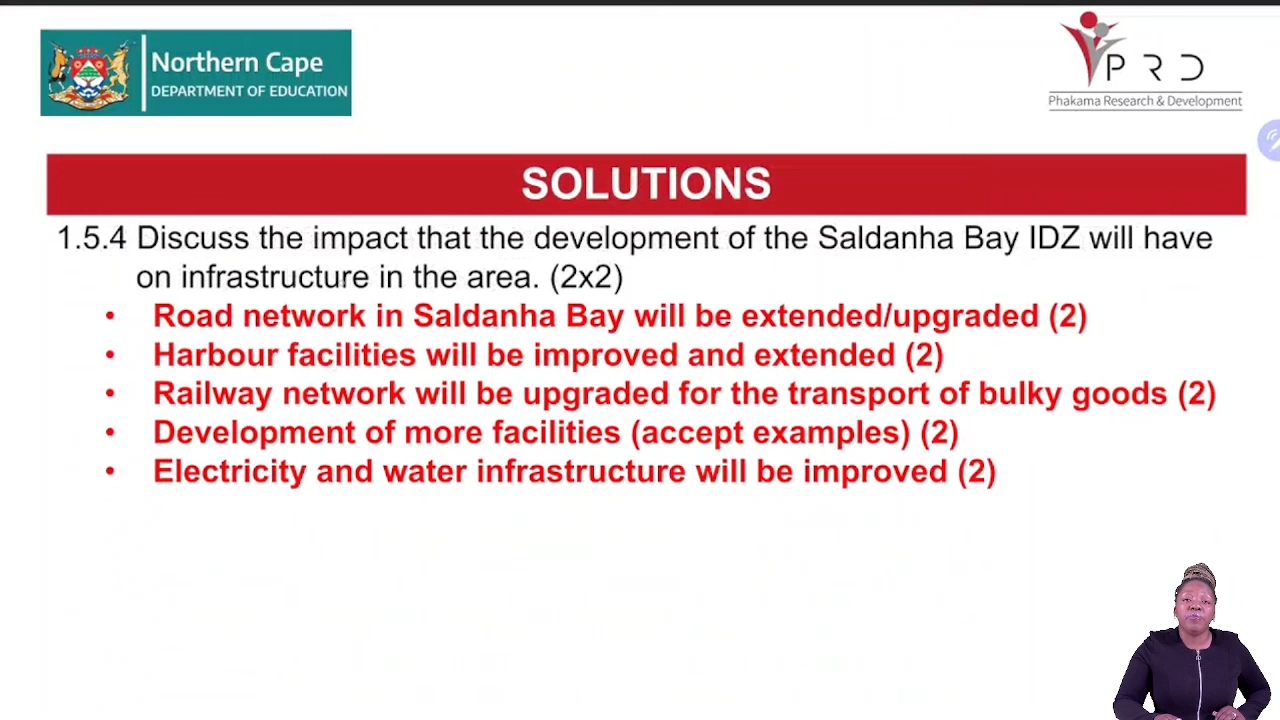 Northern Cape
DEPARTMENT OF EDUCATION
P R D
Phakama Research & Development
SOLUTIONS
1.5.4 Discuss the impact that the development of the Saldanha Bay IDZ will have
on infrastructure in the area. (2x2)
• Road network in Saldanha Bay will be extended/upgraded (2)
• Harbour facilities will be improved and extended (2)
• Railway network will be upgraded for the transport of bulky goods (2)
• Development of more facilities (accept examples) (2)
• Electricity and water infrastructure will be improved (2)